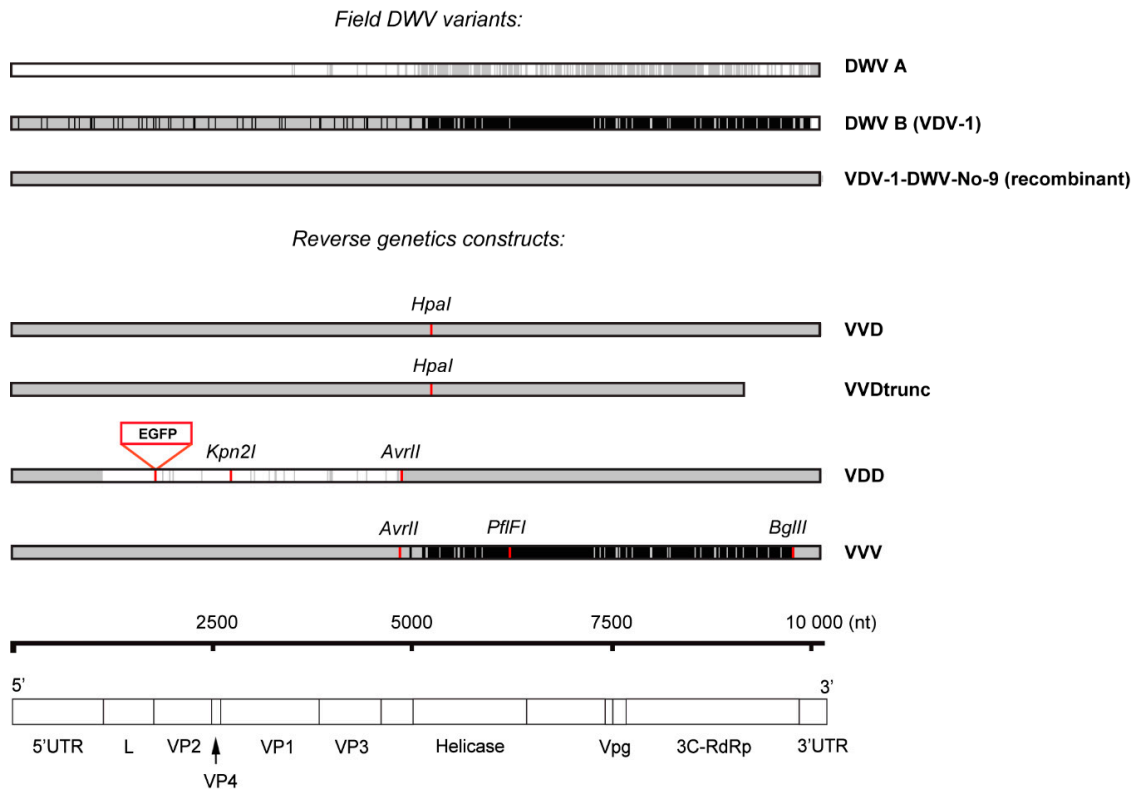 Field DWV variants:
DWV A
DWV B (VDV-1)
VDV-1-DWV-No-9 (recombinant)
Reverse genetics constructs:
HpaI
VVD
HpaI
VVDtrunc
EGFP
Kpn2I
AvrII
VDD
AvrII
PflFI
BglII
VVV
2500 5000 7500 10 000 (nt)
5’ 3’
5’UTR L VP2 VP1 VP3 Helicase Vpg 3C-RdRp 3’UTR
VP4